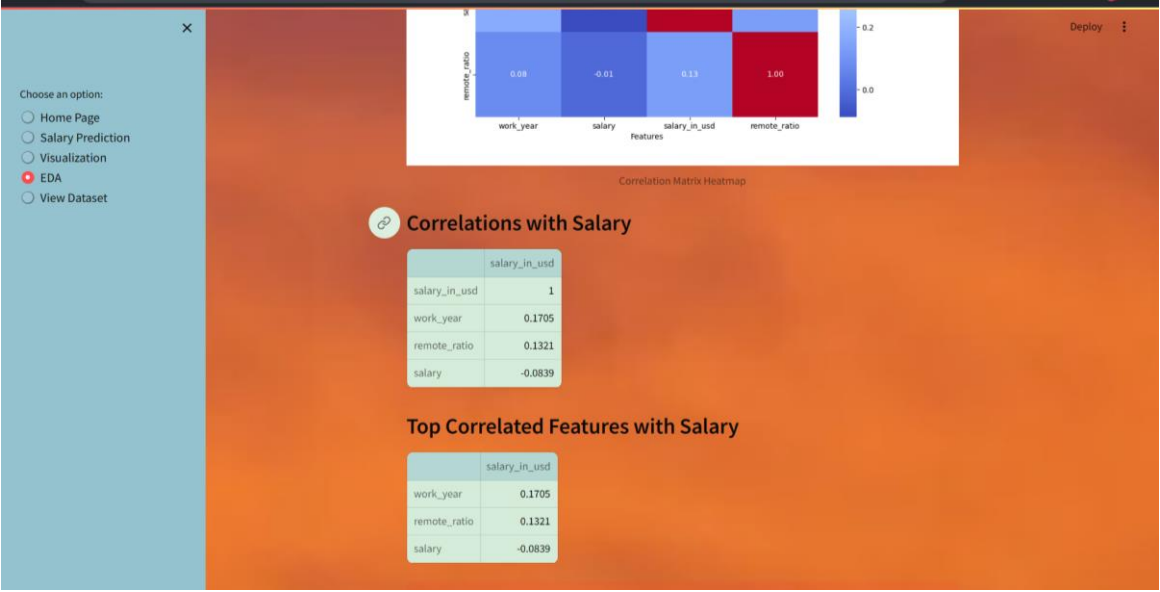 Deploy
Choose an option:
Home Page
Salary Prediction
Visualization
EDA
View Dataset
0.2
0.0
remote_ratio
0.08 -0.01 0.13 1.00
work_year salary salary_in_usd remote_ratio
Features
Correlation Matrix Heatmap
Correlations with Salary
salary_in_usd
salary_in_usd 1
work_year 0.1705
remote_ratio 0.1321
salary -0.0839
Top Correlated Features with Salary
salary_in_usd
work_year 0.1705
remote_ratio 0.1321
salary -0.0839